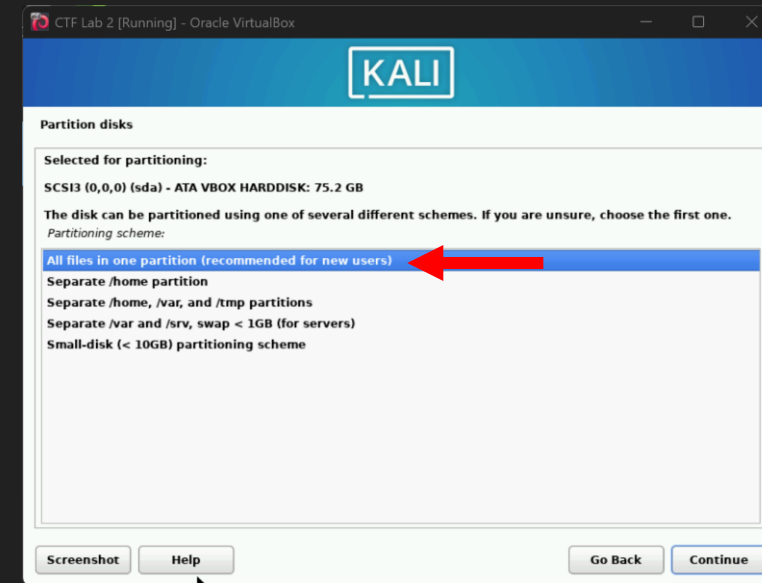 CTF Lab 2 [Running] - Oracle VirtualBox
KALI
Partition disks
Selected for partitioning:
SCSI3 (0,0,0) (sda) - ATA VBOX HARDDISK: 75.2 GB
The disk can be partitioned using one of several different schemes. If you are unsure, choose the first one.
Partitioning scheme:
All files in one partition (recommended for new users)
Separate /home partition
Separate /home, /var, and /tmp partitions
Separate /var and /srv, swap < 1GB (for servers)
Small-disk (< 10GB) partitioning scheme
Screenshot Help Go Back Continue